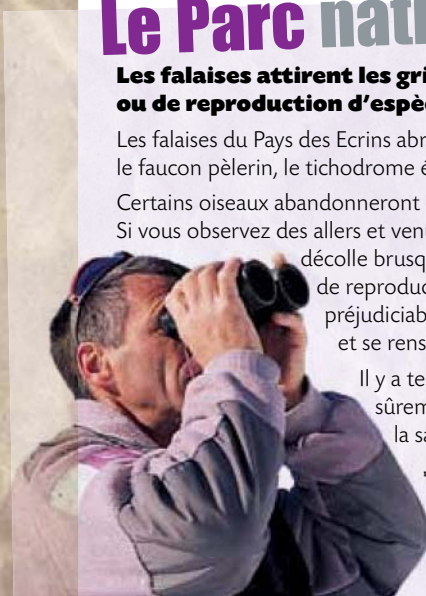 Le Parc nati
Les falaises attirent les gri
ou de reproduction d'espè
Les falaises du Pays des Ecrins abr
le faucon pèlerin, le tichodrome é
Certains oiseaux abandonneront
Si vous observez des allers et venu
décolle brusq
de reproduc
préjudiciab
et se rens
Il y a te
sûrem
la sa